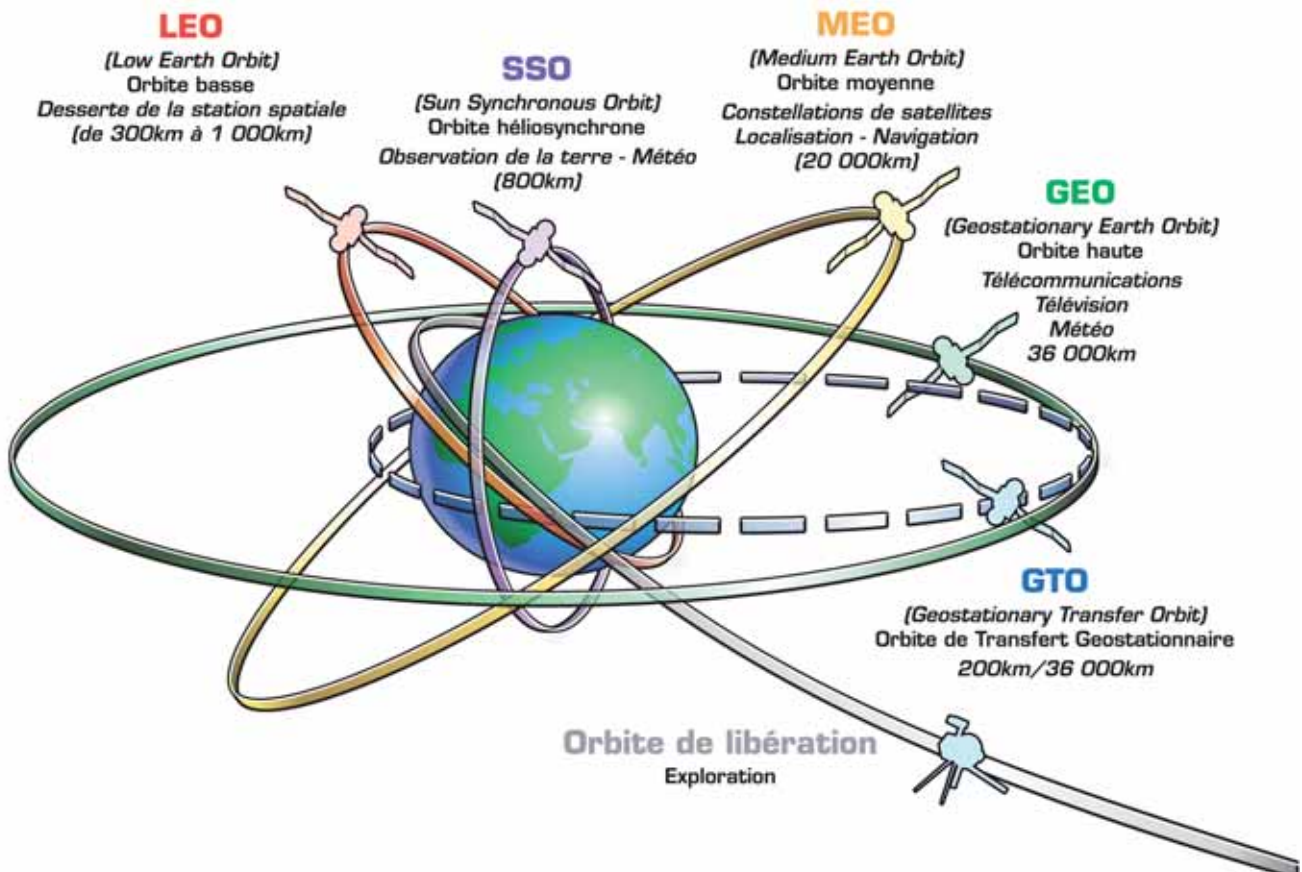 LEO
(Low Earth Orbit)
Orbite basse
Desserte de la station spatiale
(de 300km à 1 000km)
SSO
(Sun Synchronous Orbit)
Orbite héliosynchrone
Observation de la terre - Météo
(800km)
MEO
(Medium Earth Orbit)
Orbite moyenne
Constellations de satellites
Localisation - Navigation
(20 000km)
GEO
(Geostationary Earth Orbit)
Orbite haute
Télécommunications
Télévision
Météo
36 000km
GTO
(Geostationary Transfer Orbit)
Orbite de Transfert Geostationnaire
200km/36 000km
Orbite de libération
Exploration